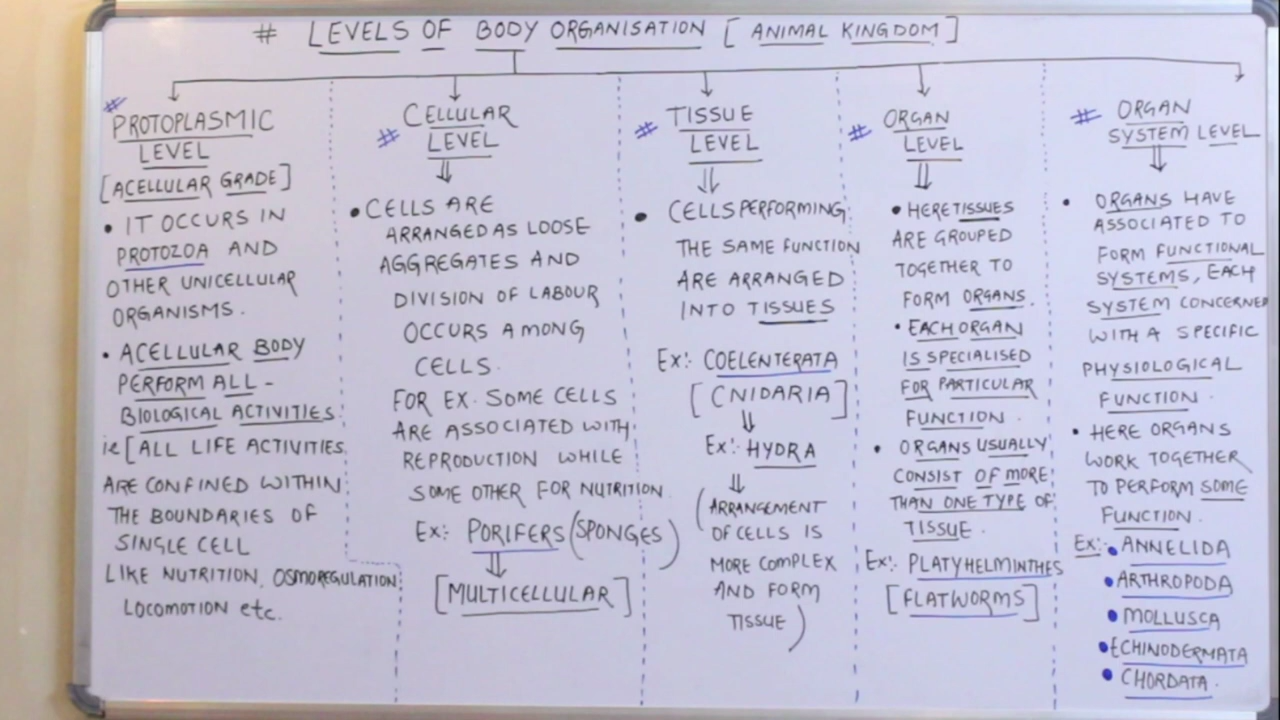 # LEVELS OF BODY ORGANISATION [ANIMAL KINGDOM]
# PROTOPLASMIC
LEVEL
[ACELLULAR GRADE]
• IT OCCURS IN
PROTOZOA AND
OTHER UNICELLULAR
ORGANISMS.
• ACELLULAR BODY
PERFORM ALL -
BIOLOGICAL ACTIVITIES.
ie [ALL LIFE ACTIVITIES
ARE CONFINED WITHIN
THE BOUNDARIES OF
SINGLE CELL
LIKE NUTRITION, OSMOREGULATION
LOCOMOTION etc.
# CELLULAR
LEVEL
⇓
• CELLS ARE
ARRANGED AS LOOSE
AGGREGATES AND
DIVISION OF LABOUR
OCCURS AMONG
CELLS.
FOR EX. SOME CELLS
ARE ASSOCIATED WITH
REPRODUCTION WHILE
SOME OTHER FOR NUTRITION
Ex:- PORIFERS (SPONGES)
⇓
[MULTICELLULAR]
# TISSUE
LEVEL
⇓
• CELLS PERFORMING
THE SAME FUNCTION
ARE ARRANGED
INTO TISSUES
Ex:- COELENTERATA
[CNIDARIA]
⇓
Ex:- HYDRA
⇓
(ARRANGEMENT
OF CELLS IS
MORE COMPLEX
AND FORM
TISSUE)
# ORGAN
LEVEL
⇓
• HERE TISSUES
ARE GROUPED
TOGETHER TO
FORM ORGANS.
• EACH ORGAN
IS SPECIALISED
FOR PARTICULAR
FUNCTION.
• ORGANS USUALLY
CONSIST OF MORE
THAN ONE TYPE OF
TISSUE.
Ex:- PLATYHELMINTHES
[FLATWORMS]
# ORGAN
SYSTEM LEVEL
⇓
• ORGANS HAVE
ASSOCIATED TO
FORM FUNCTIONAL
SYSTEMS, EACH
SYSTEM CONCERNED
WITH A SPECIFIC
PHYSIOLOGICAL
FUNCTION.
• HERE ORGANS
WORK TOGETHER
TO PERFORM SOME
FUNCTION.
Ex:- • ANNELIDA
• ARTHROPODA
• MOLLUSCA
• ECHINODERMATA
• CHORDATA.